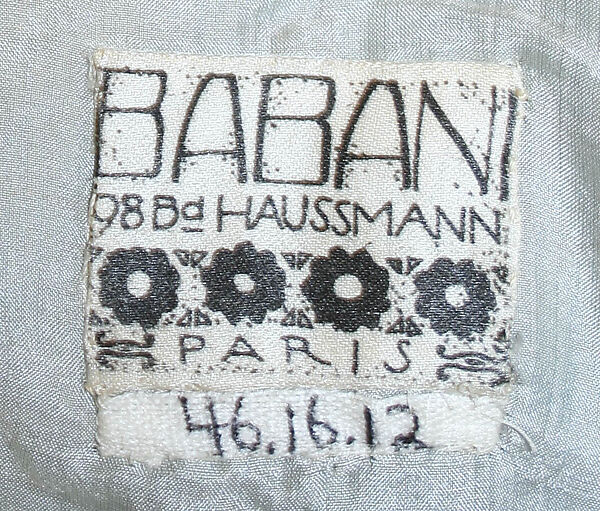 BABANI
98 Bd HAUSSMANN
PARIS
46.16.12